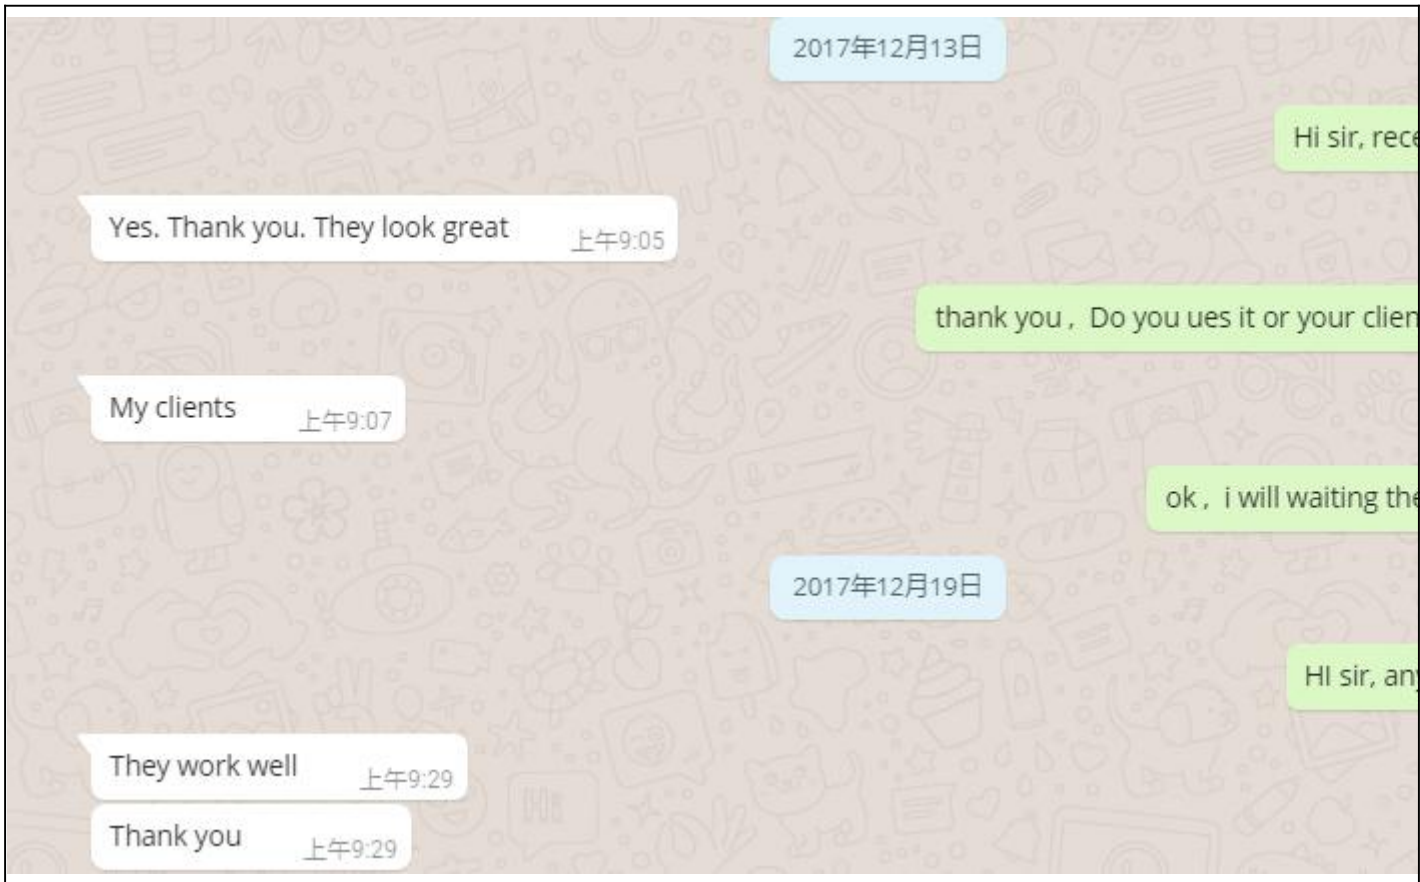 2017年12月13日
Hi sir, rece
Yes. Thank you. They look great 上午9:05
thank you , Do you ues it or your clien
My clients 上午9:07
ok , i will waiting the
2017年12月19日
HI sir, any
They work well 上午9:29
Thank you 上午9:29